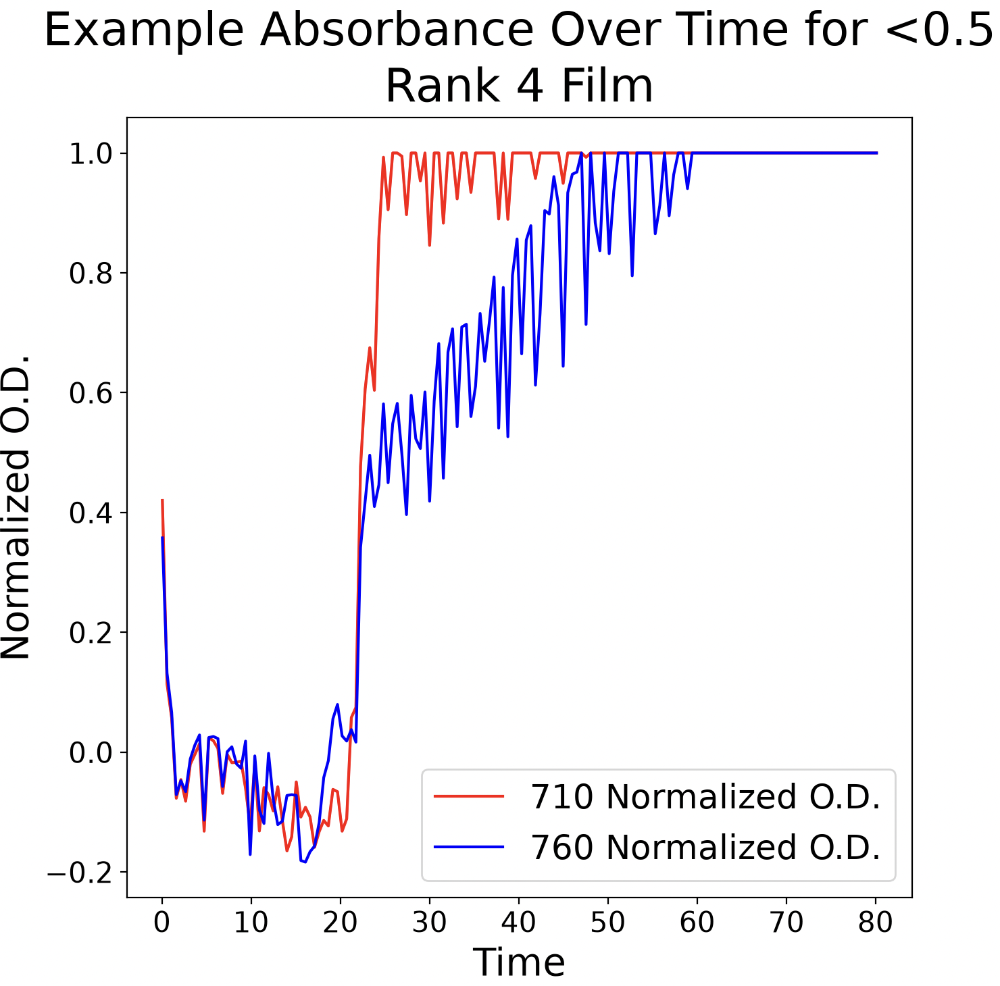 Example Absorbance Over Time for <0.5
Rank 4 Film
1.0
0.8
0.6
0.4
0.2
0.0
−0.2
Normalized O.D.
710 Normalized O.D.
760 Normalized O.D.
0 10 20 30 40 50 60 70 80
Time